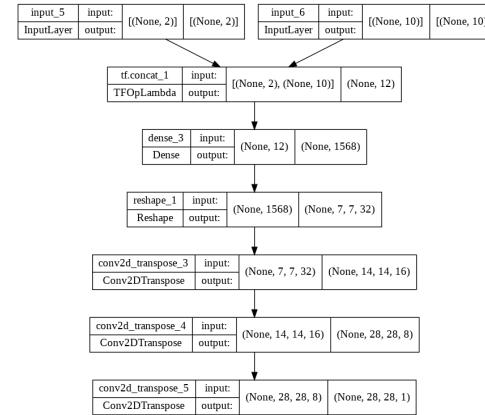 input_5 input: [(None, 2)] [(None, 2)]
InputLayer output:
input_6 input: [(None, 10)] [(None, 10)
InputLayer output:
tf.concat_1 input: [(None, 2), (None, 10)] (None, 12)
TFOpLambda output:
dense_3 input: (None, 12) (None, 1568)
Dense output:
reshape_1 input: (None, 1568) (None, 7, 7, 32)
Reshape output:
conv2d_transpose_3 input: (None, 7, 7, 32) (None, 14, 14, 16)
Conv2DTranspose output:
conv2d_transpose_4 input: (None, 14, 14, 16) (None, 28, 28, 8)
Conv2DTranspose output:
conv2d_transpose_5 input: (None, 28, 28, 8) (None, 28, 28, 1)
Conv2DTranspose output: